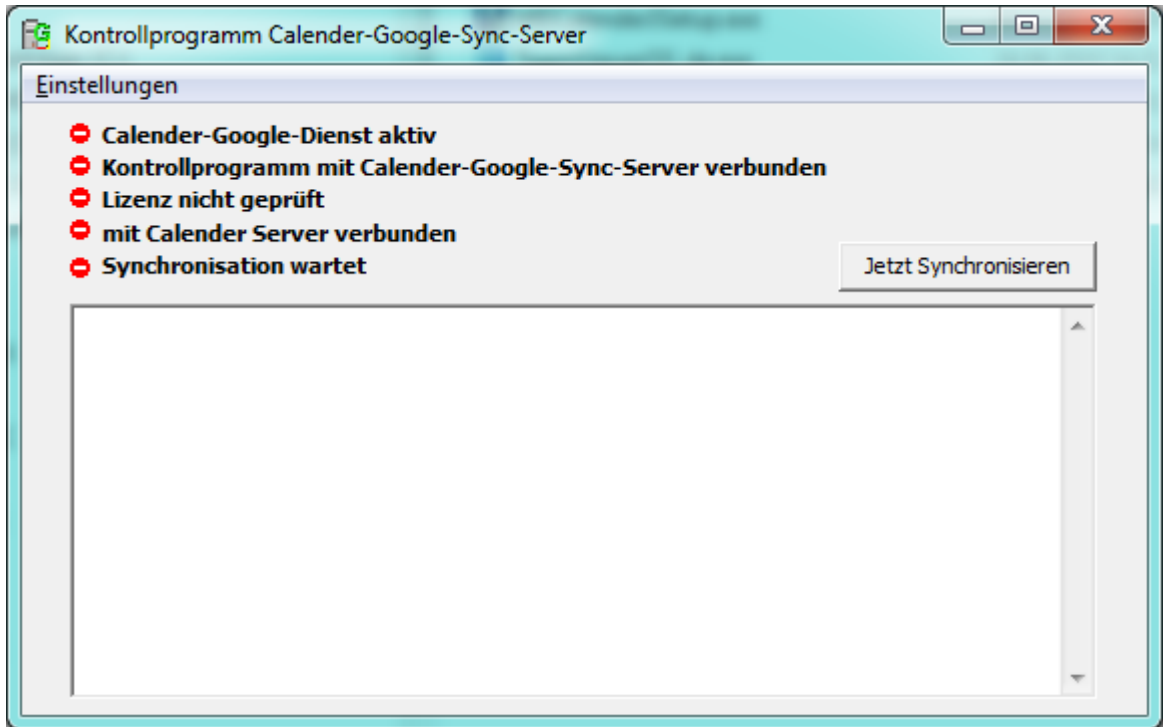 Kontrollprogramm Calender-Google-Sync-Server
Einstellungen
Calender-Google-Dienst aktiv
Kontrollprogramm mit Calender-Google-Sync-Server verbunden
Lizenz nicht geprüft
mit Calender Server verbunden
Synchronisation wartet
Jetzt Synchronisieren